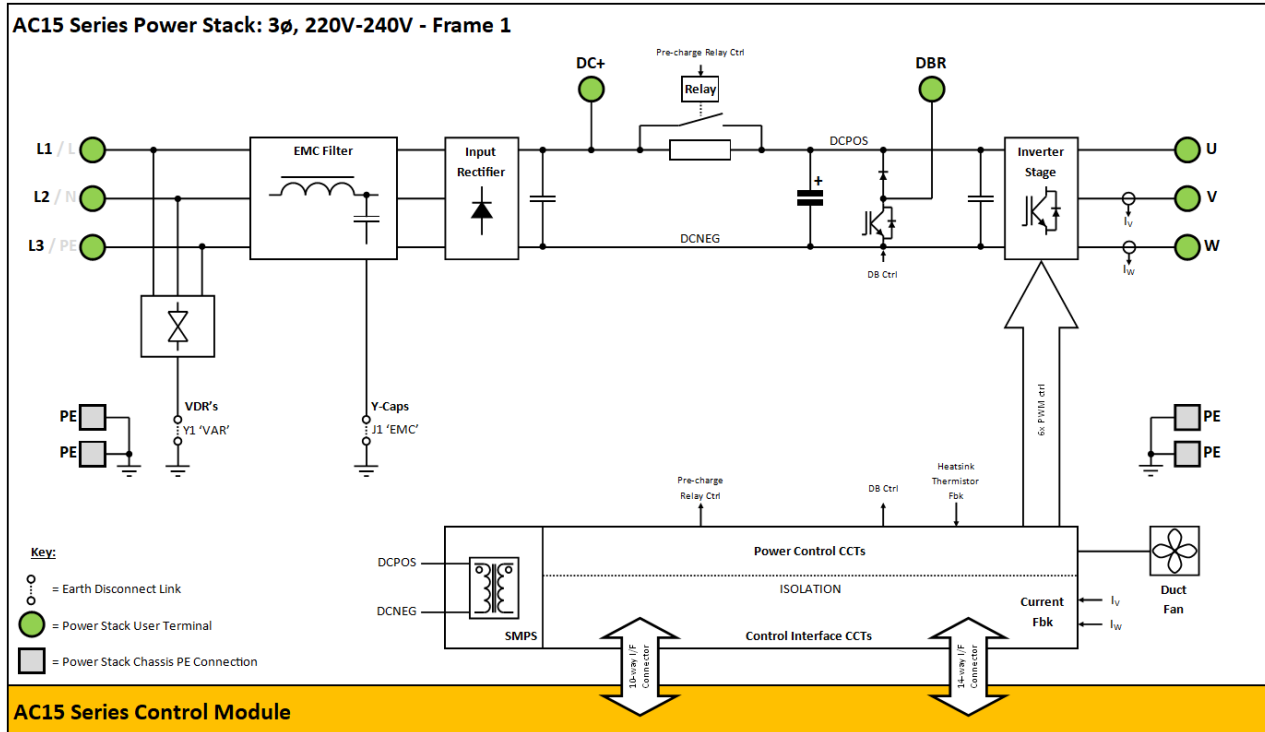 AC15 Series Power Stack: 3ø, 220V-240V - Frame 1
Pre-charge Relay Ctrl
DC+
DBR
Relay
L1 / L
EMC Filter
Input
Rectifier
DCPOS
Inverter
Stage
U
L2 / N
+
V
IV
L3 / PE
DCNEG
W
IW
DB Ctrl
VDR's
Y1 'VAR'
Y-Caps
J1 'EMC'
PE
PE
6x PWM ctrl
PE
PE
Pre-charge
Relay Ctrl
DB Ctrl
Heatsink
Thermistor
Fbk
Key:
= Earth Disconnect Link
= Power Stack User Terminal
= Power Stack Chassis PE Connection
DCPOS
DCNEG
SMPS
Power Control CCTs
ISOLATION
Control Interface CCTs
Current
Fbk
IV
IW
Duct
Fan
10-way I/F
Connector
14-way I/F
Connector
AC15 Series Control Module